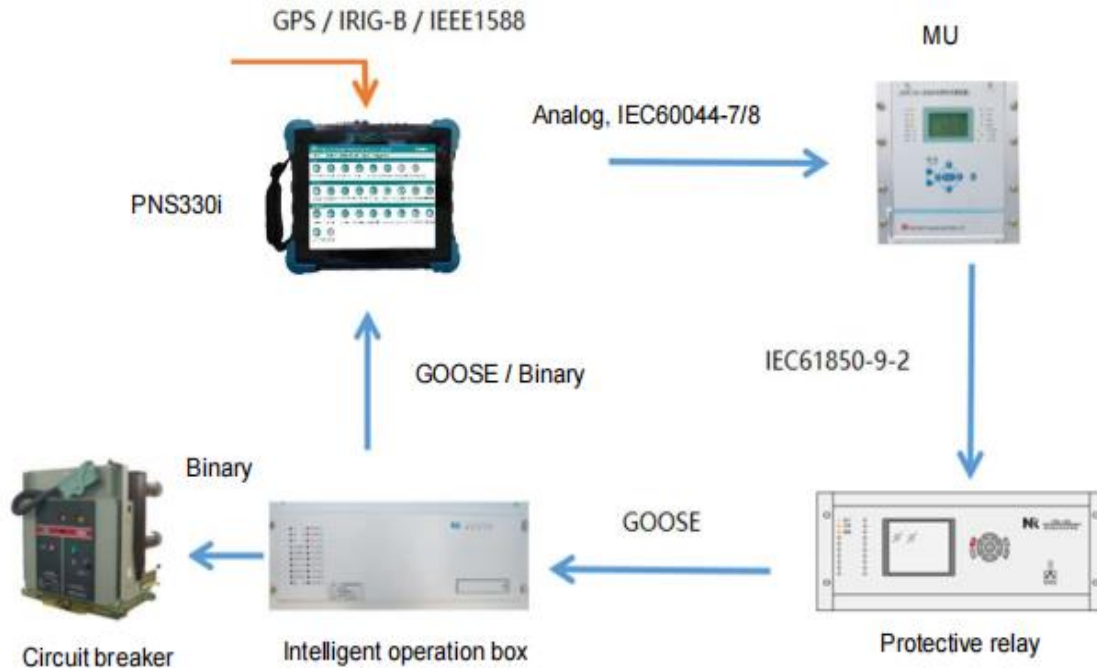 GPS / IRIG-B / IEEE1588
MU
Analog, IEC60044-7/8
PNS330i
IEC61850-9-2
GOOSE / Binary
Binary
GOOSE
NR
Circuit breaker
Intelligent operation box
Protective relay